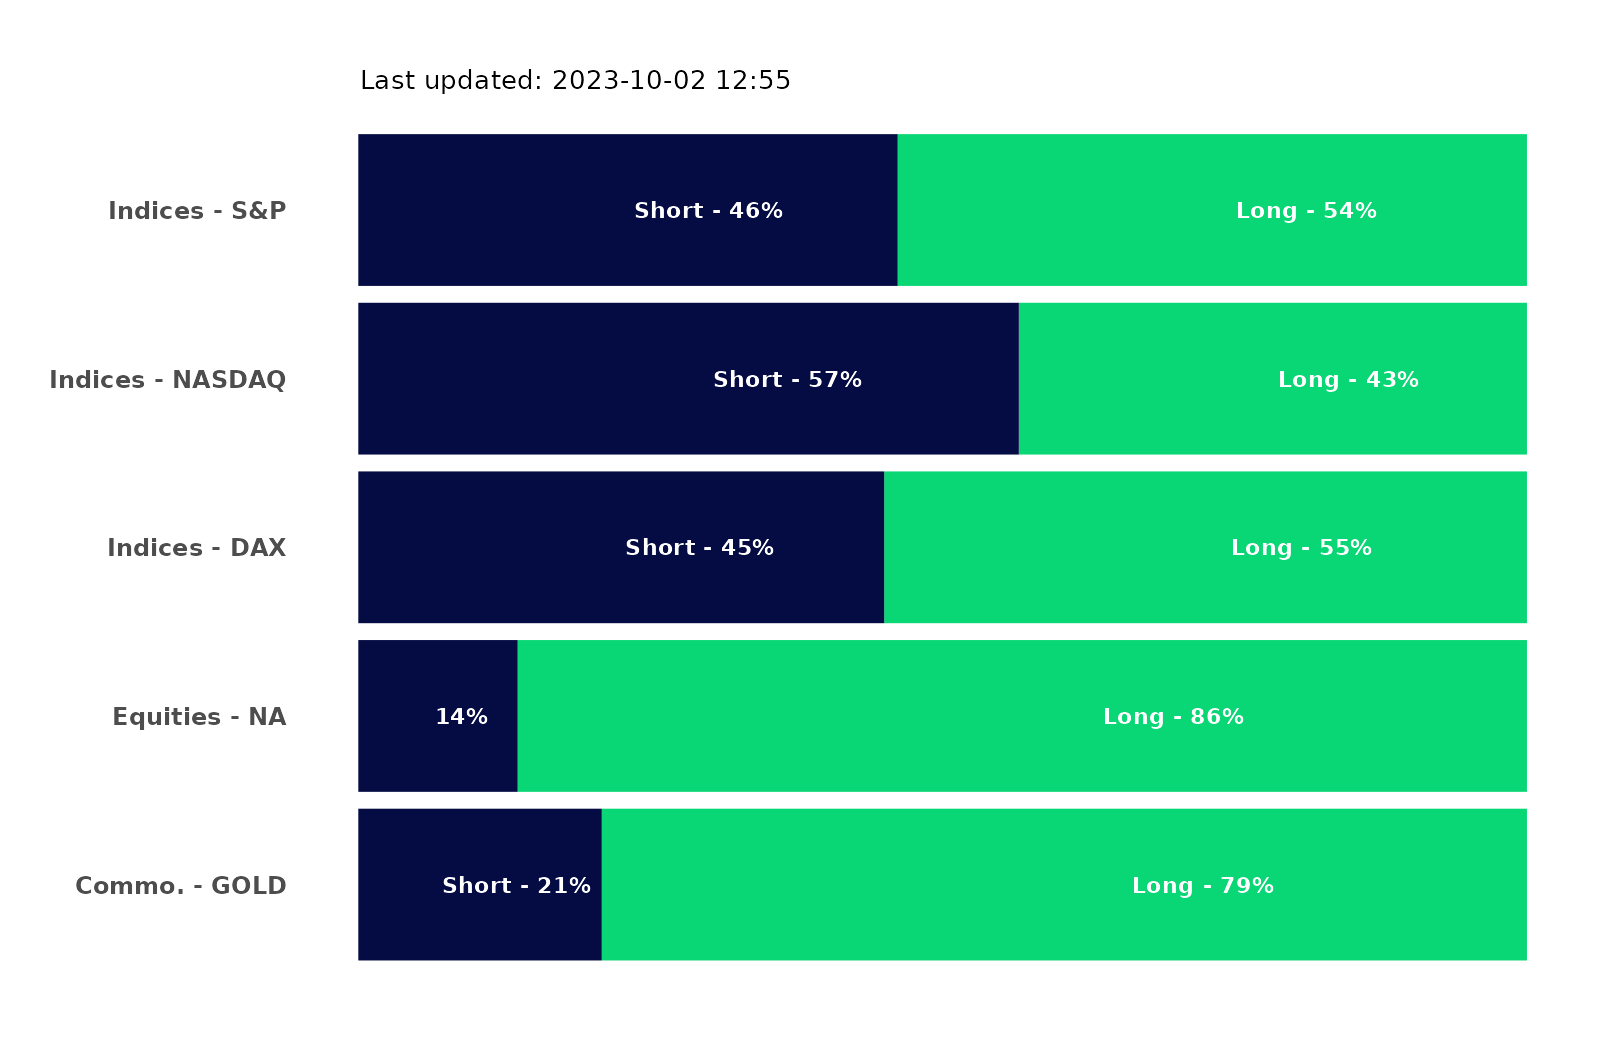 Last updated: 2023-10-02 12:55
Indices - S&P Short - 46% Long - 54%
Indices - NASDAQ Short - 57% Long - 43%
Indices - DAX Short - 45% Long - 55%
Equities - NA 14% Long - 86%
Commo. - GOLD Short - 21% Long - 79%